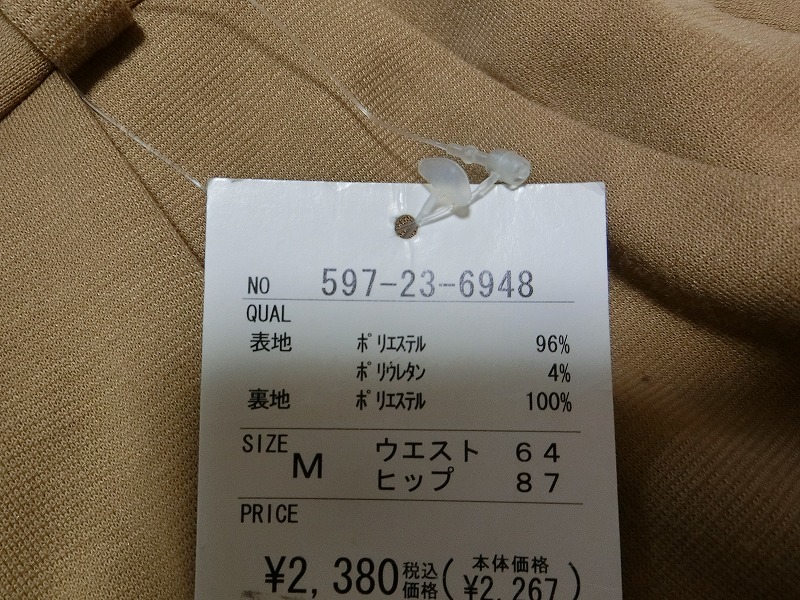 NO 597-23-6948
QUAL
表地 ポリエステル 96%
ポリウレタン 4%
裏地 ポリエステル 100%
SIZE M ウエスト 64
ヒップ 87
PRICE
¥2,380 税込価格 (本体価格 ¥2,267)